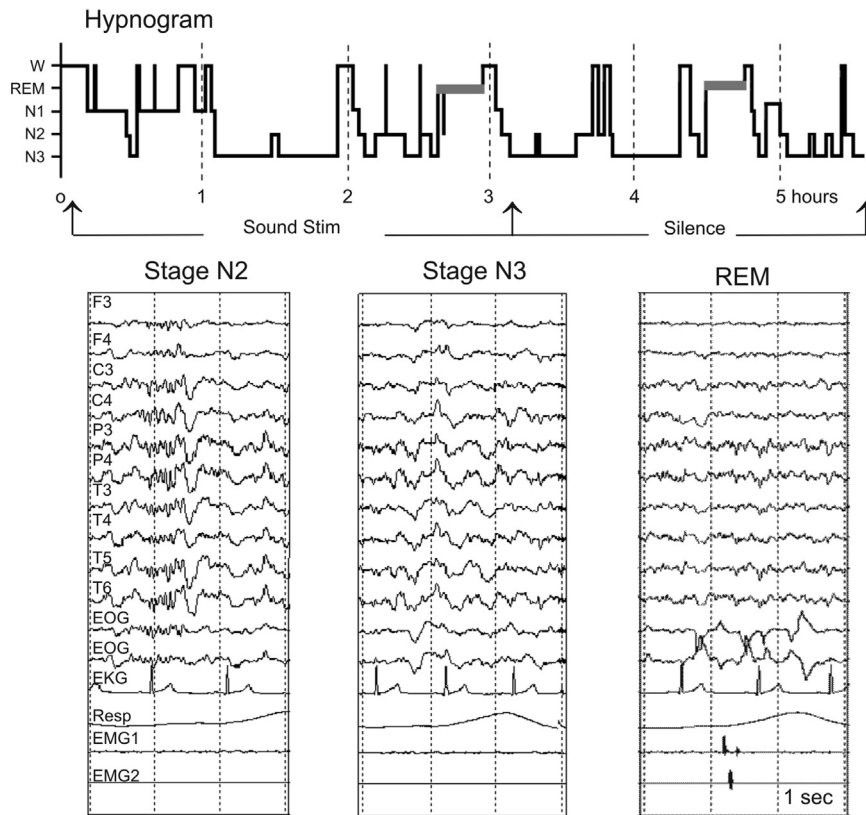 Hypnogram
W
REM
N1
N2
N3
o 1 2 3 4 5 hours
Sound Stim Silence
Stage N2 Stage N3 REM
F3
F4
C3
C4
P3
P4
T3
T4
T5
T6
EOG
EOG
EKG
Resp
EMG1
EMG2
1 sec